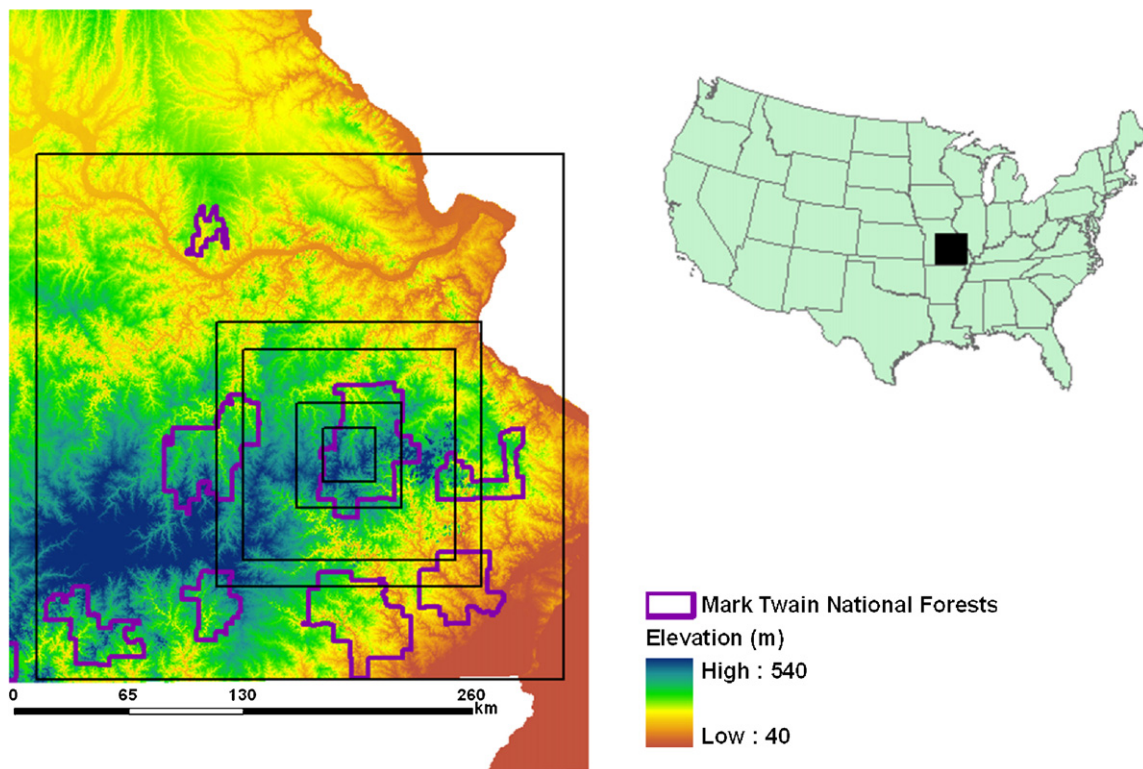 0 65 130 260
km
Mark Twain National Forests
Elevation (m)
High : 540
Low : 40